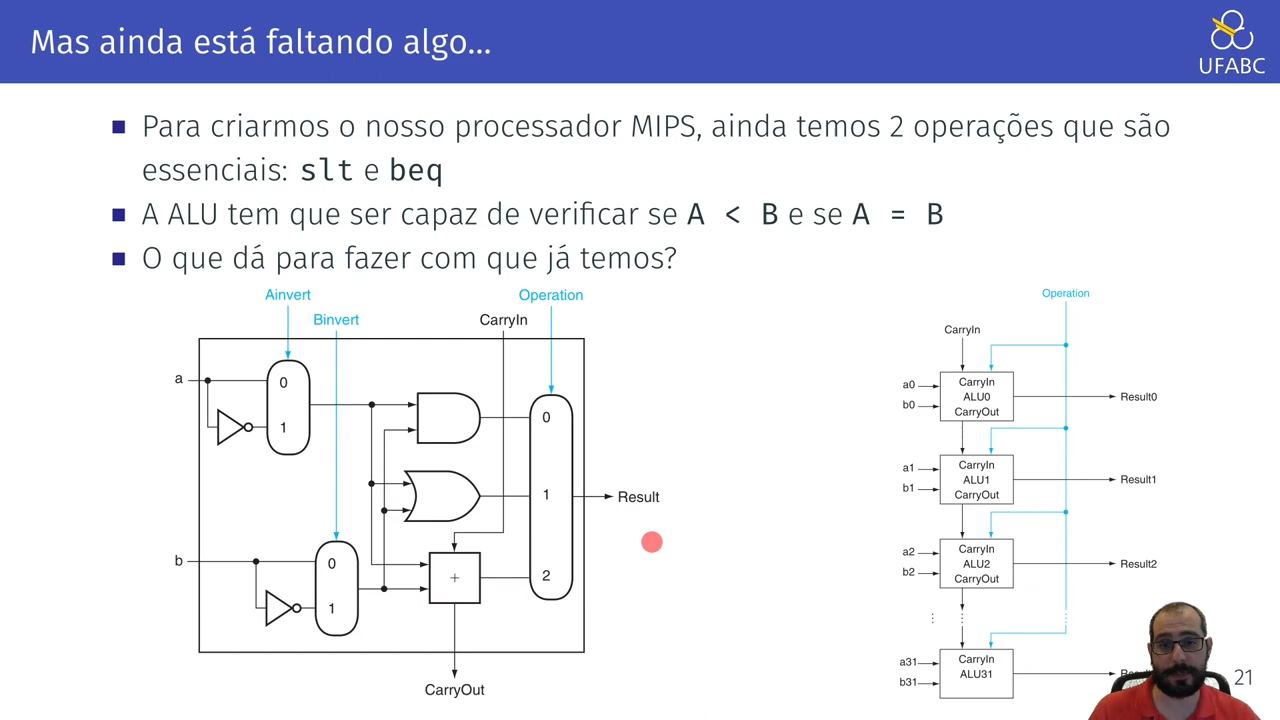 Mas ainda está faltando algo...
UFABC
Para criarmos o nosso processador MIPS, ainda temos 2 operações que são
essenciais: slt e beq
A ALU tem que ser capaz de verificar se A < B e se A = B
O que dá para fazer com que já temos?
Ainvert
Binvert
CarryIn
Operation
a
0
1
b
0
1
+
0
1
2
Result
CarryOut
Operation
CarryIn
a0
b0
CarryIn
ALU0
CarryOut
Result0
a1
b1
CarryIn
ALU1
CarryOut
Result1
a2
b2
CarryIn
ALU2
CarryOut
Result2
a31
b31
CarryIn
ALU31
21